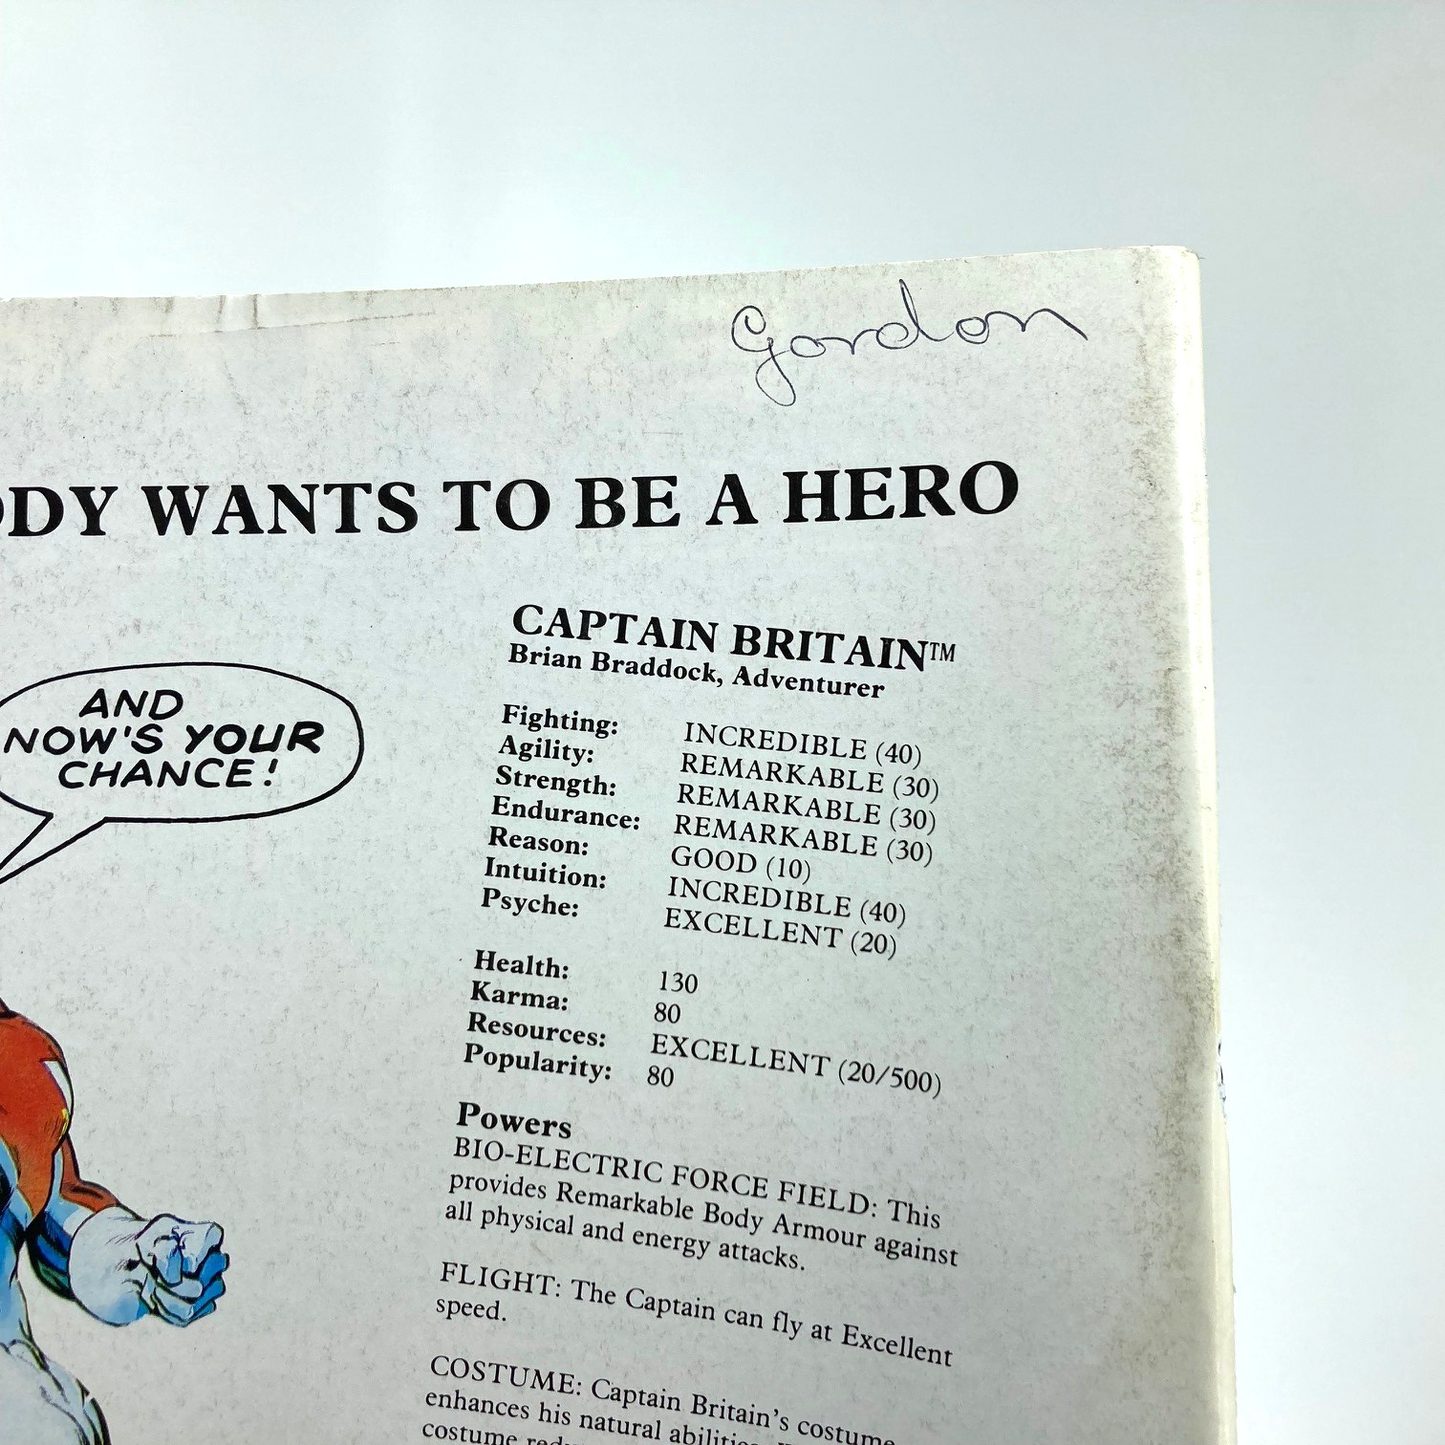 Gordon
WANTS TO BE A HERO
AND
NOW'S YOUR
CHANCE!
CAPTAIN BRITAIN™
Brian Braddock, Adventurer
Fighting: INCREDIBLE (40)
Agility: REMARKABLE (30)
Strength: REMARKABLE (30)
Endurance: REMARKABLE (30)
Reason: GOOD (10)
Intuition: INCREDIBLE (40)
Psyche: EXCELLENT (20)
Health: 130
Karma: 80
Resources: EXCELLENT (20/500)
Popularity: 80
Powers
BIO-ELECTRIC FORCE FIELD: This
provides Remarkable Body Armour against
all physical and energy attacks.
FLIGHT: The Captain can fly at Excellent
speed.
COSTUME: Captain Britain's costume
enhances his natural
costume